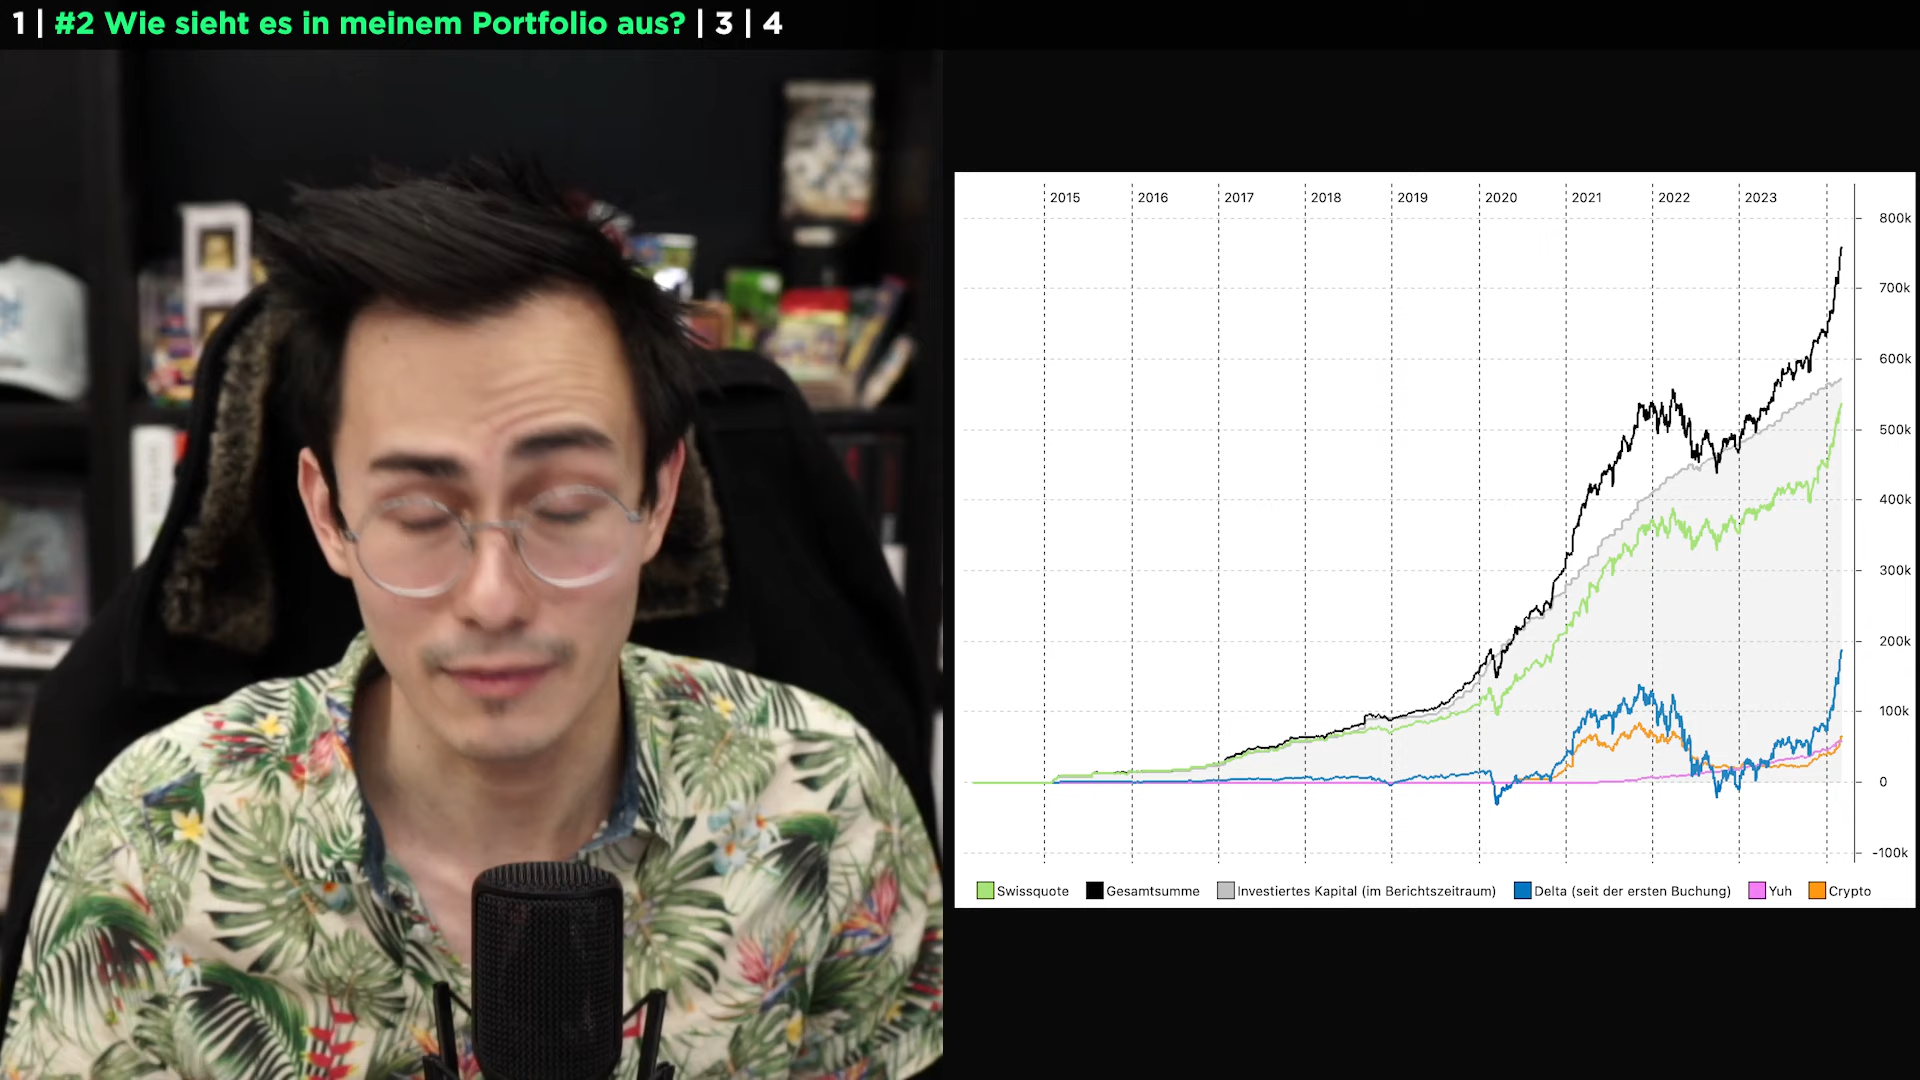 1 | #2 Wie sieht es in meinem Portfolio aus? | 3 | 4
2015 2016 2017 2018 2019 2020 2021 2022 2023
800k
700k
600k
500k
400k
300k
200k
100k
0
-100k
Swissquote Gesamtsumme Investiertes Kapital (im Berichtszeitraum) Delta (seit der ersten Buchung) Yuh Crypto